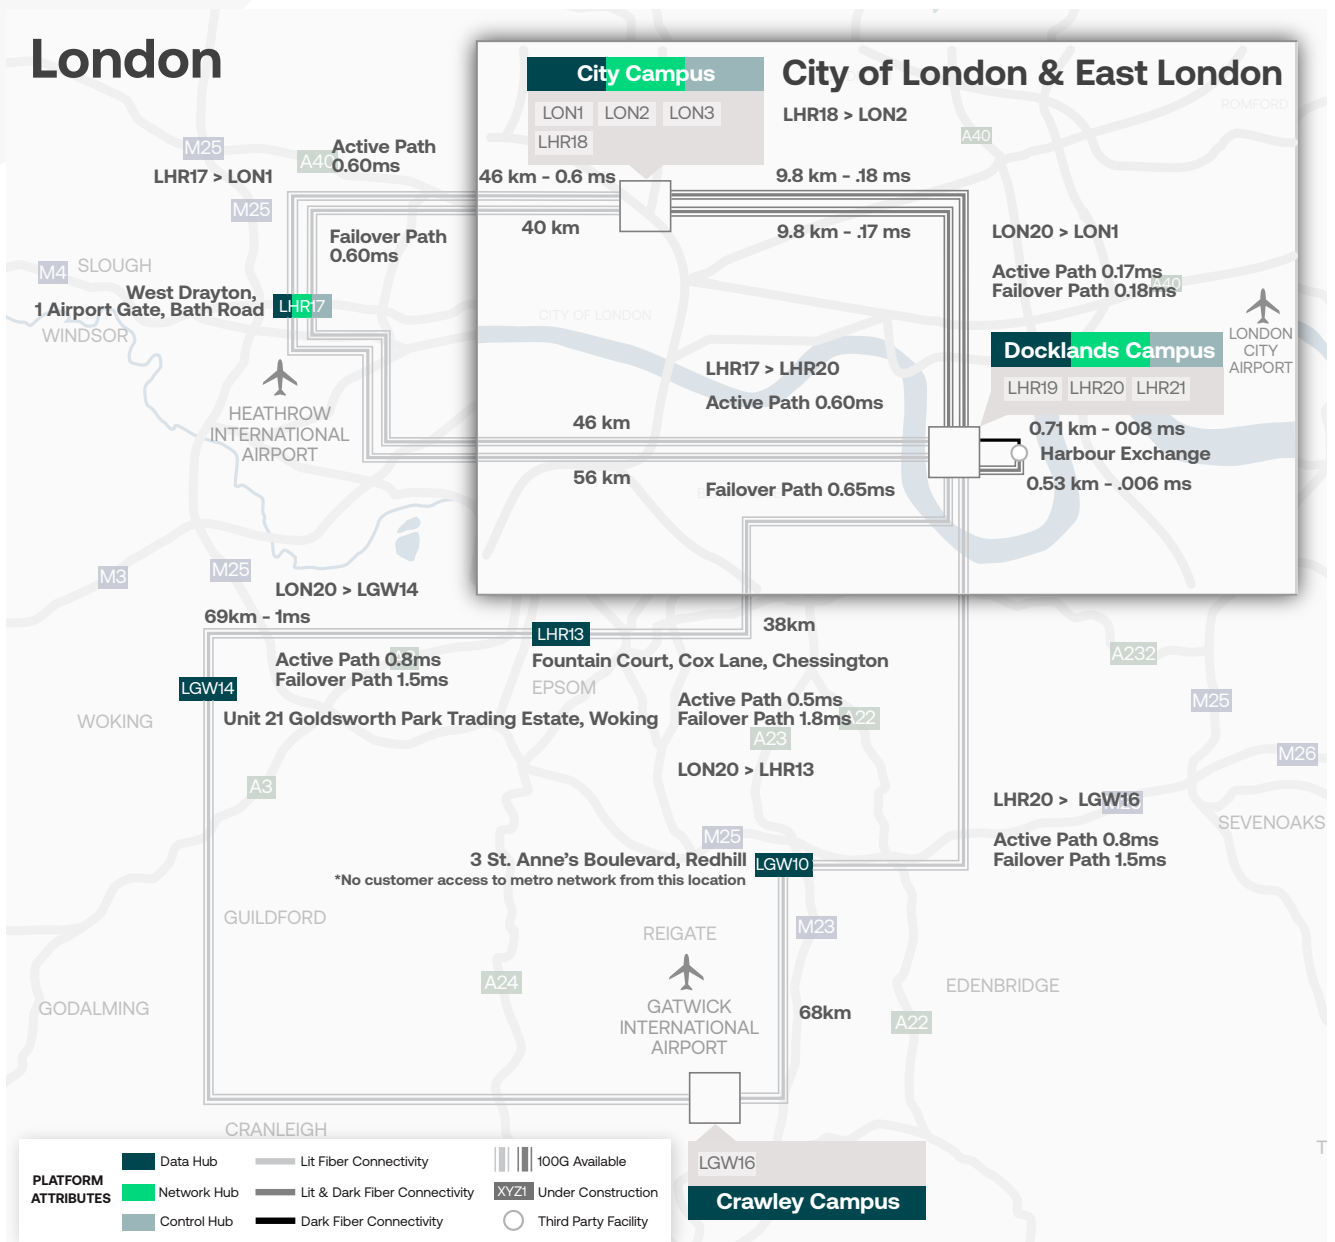 London
City Campus
City of London & East London
LON1 LON2 LON3
LHR18
LHR18 > LON2
ROMFORD
A40
M25
A40
Active Path
0.60ms
LHR17 > LON1
46 km - 0.6 ms
9.8 km - .18 ms
M25
40 km
9.8 km - .17 ms
LON20 > LON1
Failover Path
0.60ms
M4
SLOUGH
Active Path 0.17ms
Failover Path 0.18ms
A40
West Drayton,
1 Airport Gate, Bath Road
LHR17
WINDSOR
CITY OF LONDON
LONDON
CITY
AIRPORT
Docklands Campus
LHR19 LHR20 LHR21
LHR17 > LHR20
Active Path 0.60ms
HEATHROW
INTERNATIONAL
AIRPORT
46 km
0.71 km - 008 ms
Harbour Exchange
56 km
Failover Path 0.65ms
0.53 km - .006 ms
M3
M25
LON20 > LGW14
69km - 1ms
LHR13
38km
Active Path 0.8ms
Failover Path 1.5ms
Fountain Court, Cox Lane, Chessington
EPSOM
A232
LGW14
M25
WOKING
Unit 21 Goldsworth Park Trading Estate, Woking
Active Path 0.5ms
Failover Path 1.8ms
A22
A23
M26
LON20 > LHR13
A3
LHR20 > LGW16
SEVENOAKS
M25
Active Path 0.8ms
Failover Path 1.5ms
3 St. Anne's Boulevard, Redhill
LGW10
*No customer access to metro network from this location
GUILDFORD
REIGATE
M23
A24
EDENBRIDGE
GODALMING
GATWICK
INTERNATIONAL
AIRPORT
68km
A22
CRANLEIGH
T
LGW16
Crawley Campus
PLATFORM
ATTRIBUTES
Data Hub
Network Hub
Control Hub
Lit Fiber Connectivity
Lit & Dark Fiber Connectivity
Dark Fiber Connectivity
100G Available
XYZ1 Under Construction
Third Party Facility